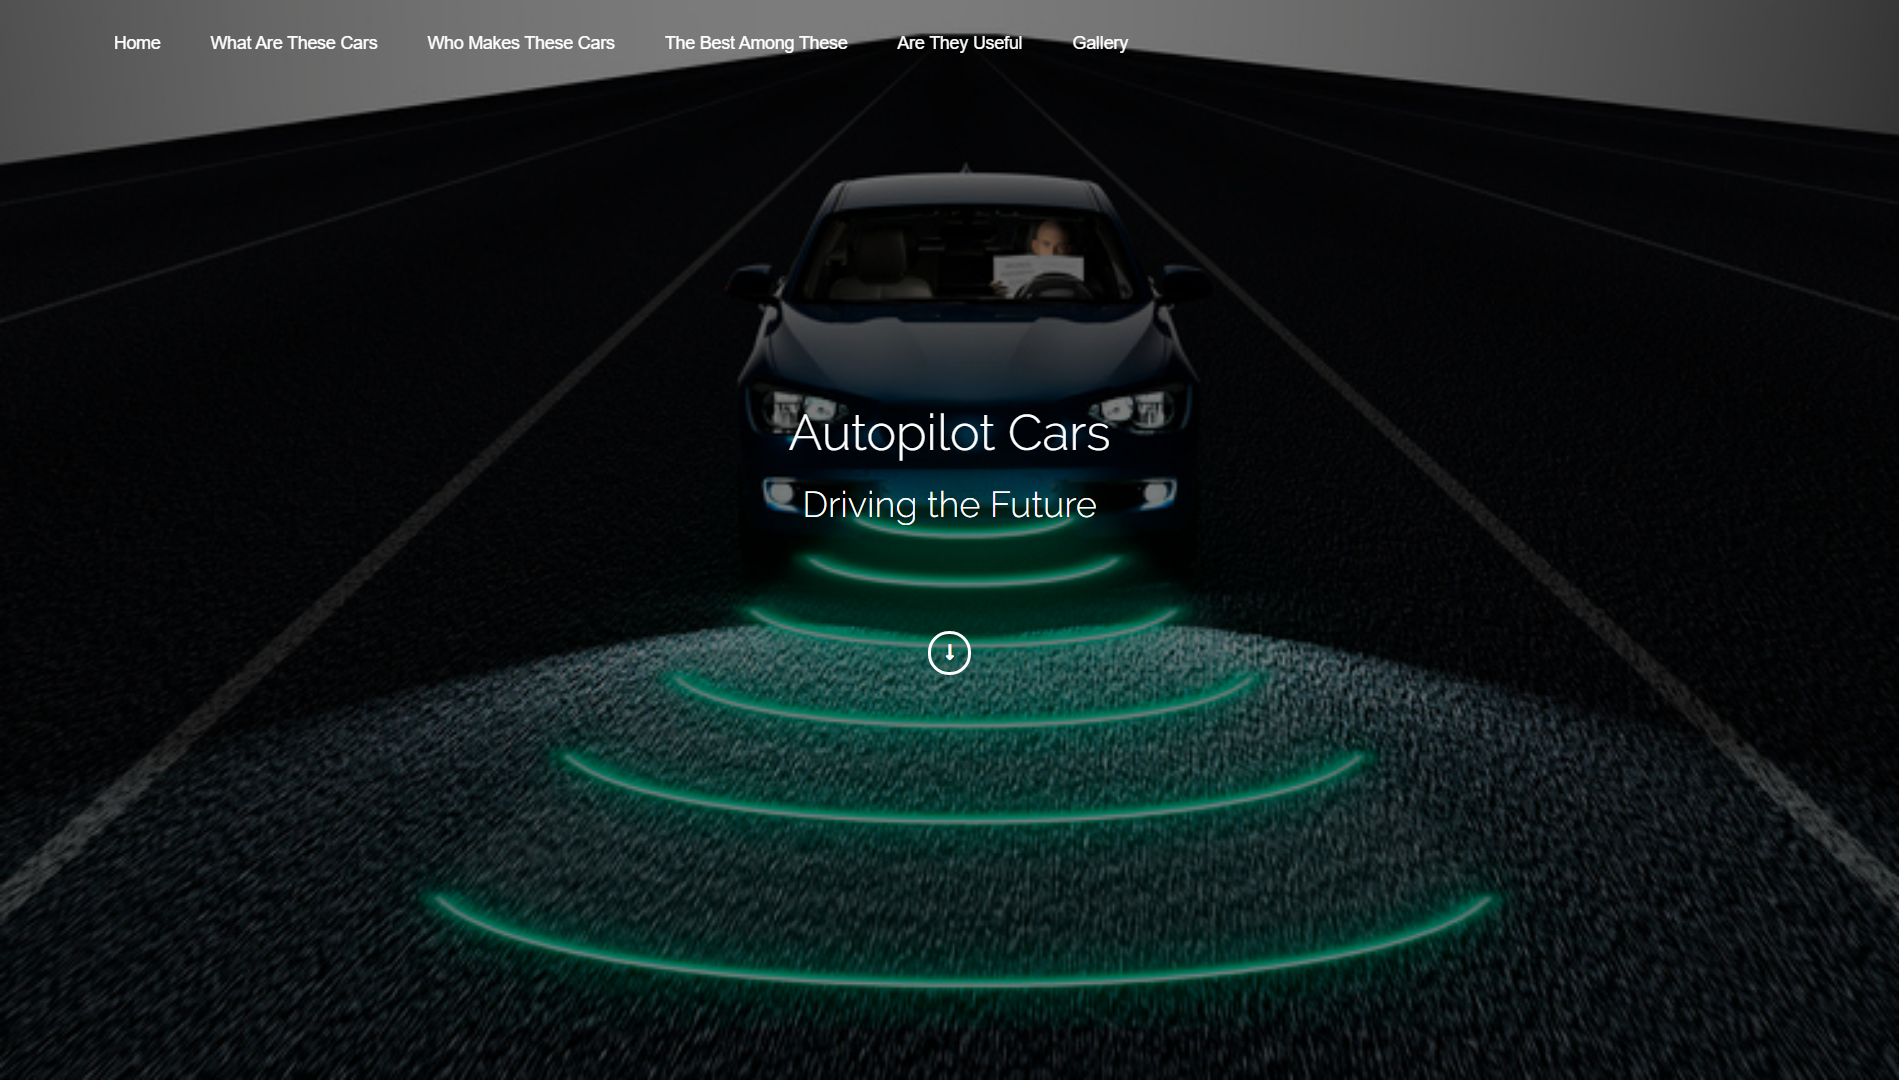 Home
What Are These Cars
Who Makes These Cars
The Best Among These
Are They Useful
Gallery
Autopilot Cars
Driving the Future